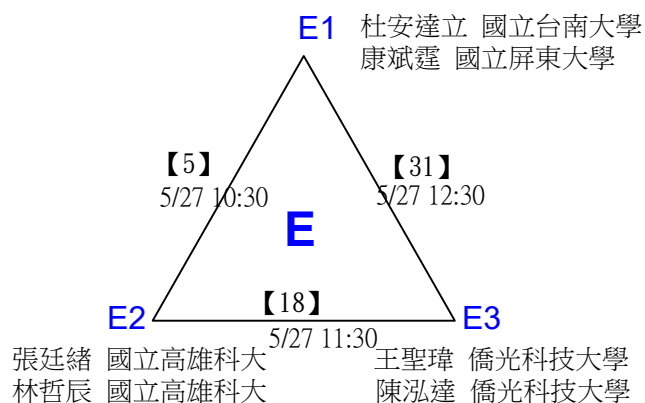 E1 杜安達立 國立台南大學
康斌霆 國立屏東大學
【5】 【31】
5/27 10:30 5/27 12:30
E
【18】
E2 E3
5/27 11:30
張廷緒 國立高雄科大 王聖瑋 僑光科技大學
林哲辰 國立高雄科大 陳泓達 僑光科技大學